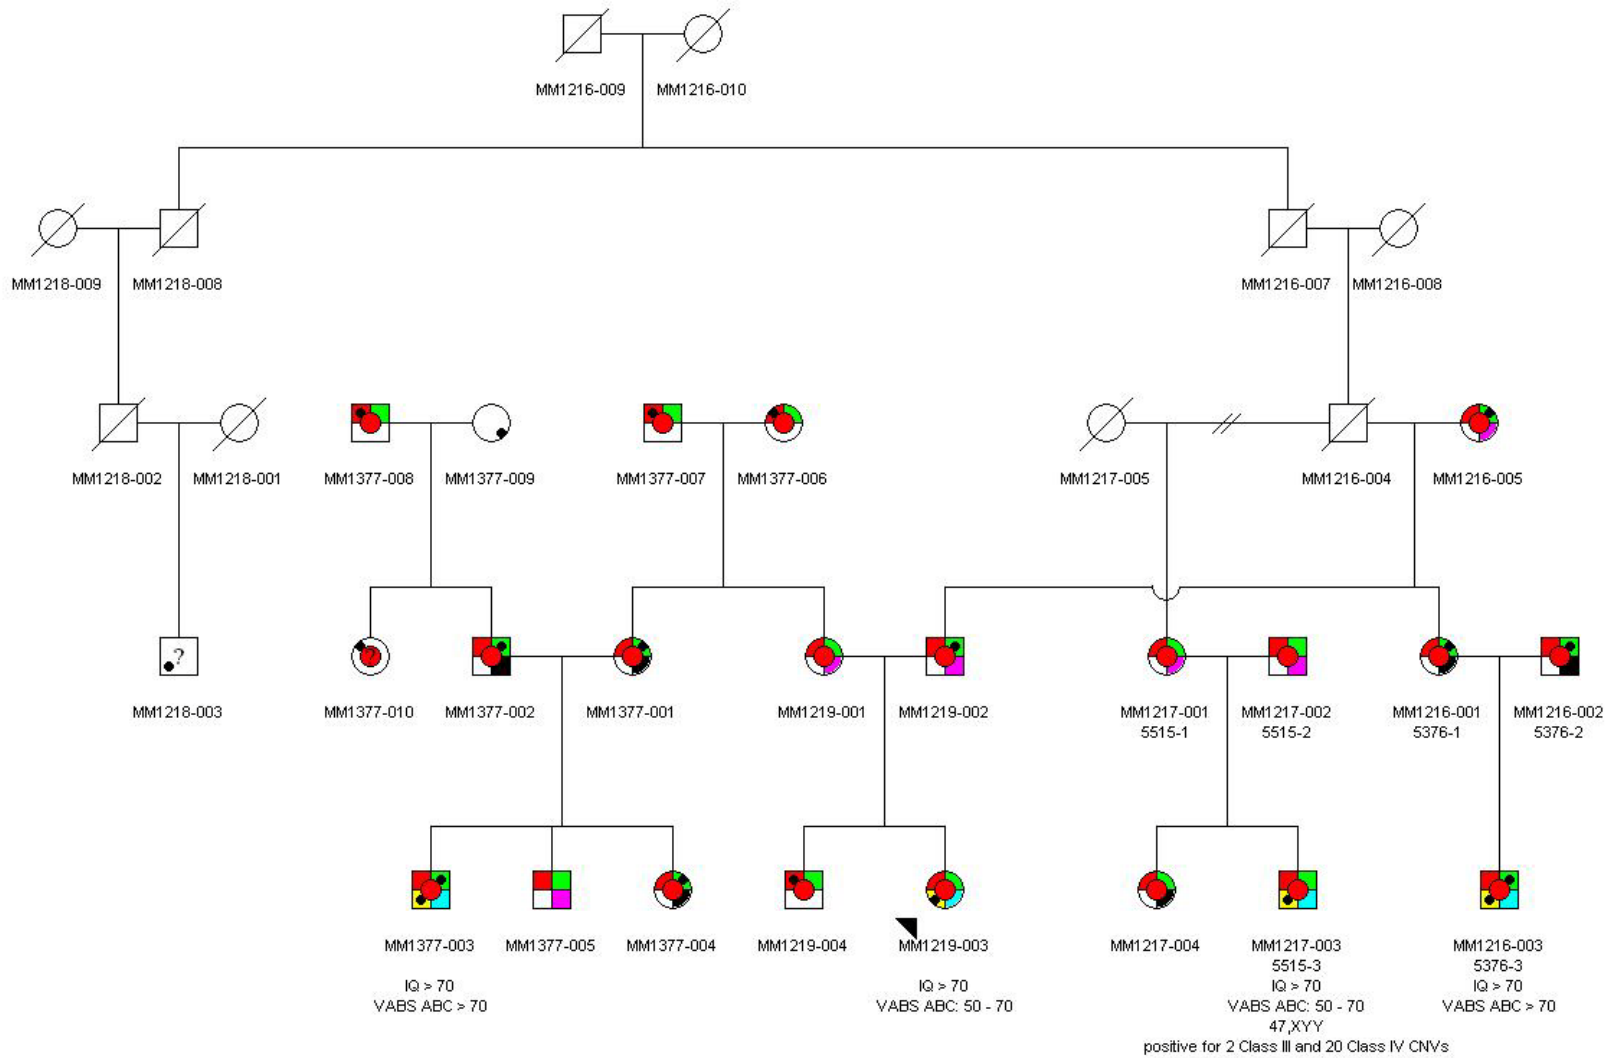 MM1216-009 MM1216-010
MM1218-009 MM1218-008 MM1216-007 MM1216-008
MM1218-002 MM1218-001 MM1377-008 MM1377-009 MM1377-007 MM1377-006 MM1217-005 MM1216-004 MM1216-005
? ?
MM1218-003 MM1377-010 MM1377-002 MM1377-001 MM1219-001 MM1219-002 MM1217-001 MM1217-002 MM1216-001 MM1216-002
5515-1 5515-2 5376-1 5376-2
MM1377-003 MM1377-005 MM1377-004 MM1219-004 MM1219-003 MM1217-004 MM1217-003 MM1216-003
5515-3 5376-3
IQ > 70 IQ > 70 IQ > 70 IQ > 70
VABS ABC > 70 VABS ABC: 50 - 70 VABS ABC: 50 - 70 VABS ABC > 70
47,XYY
positive for 2 Class III and 20 Class IV CNVs